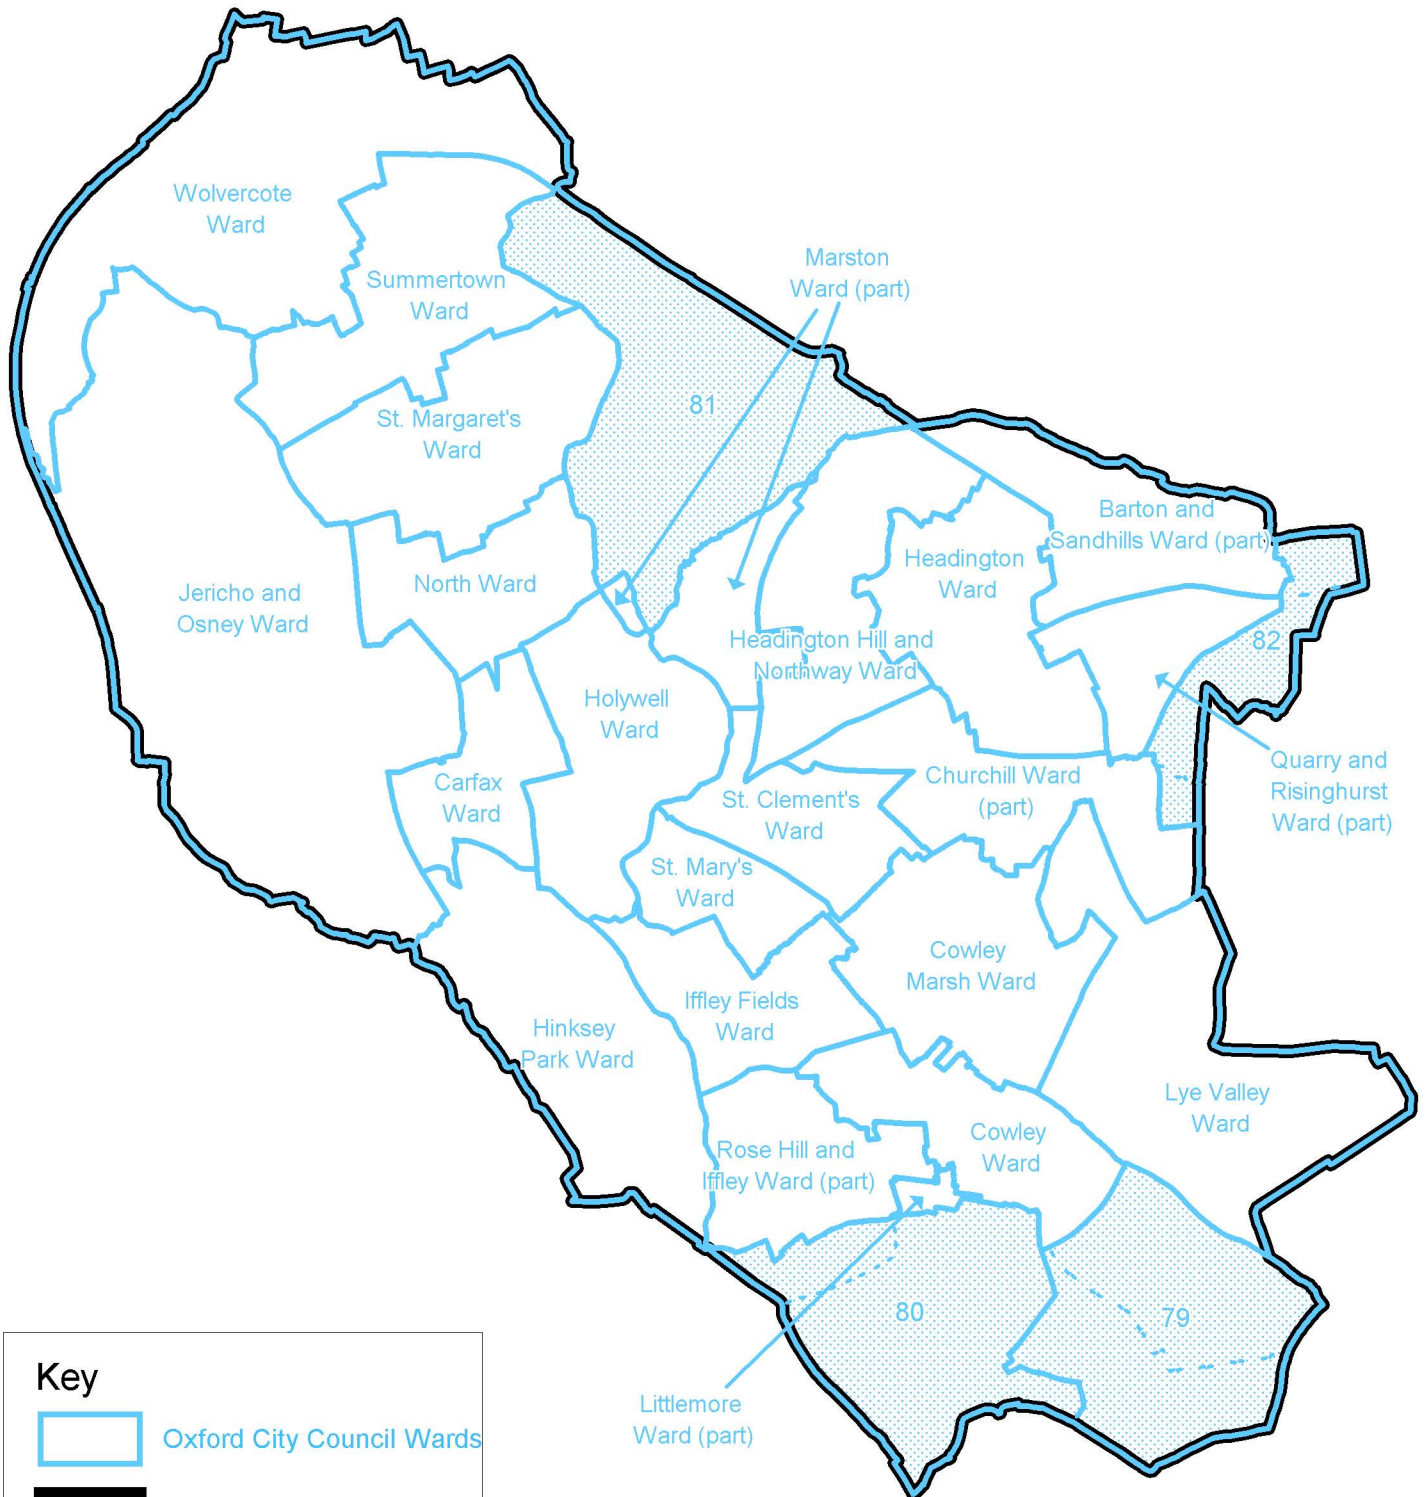 Wolvercote
Ward
Summertown
Ward
Marston
Ward (part)
81
St. Margaret's
Ward
Barton and
Sandhills Ward (part)
Headington
Ward
North Ward
Jericho and
Osney Ward
Headington Hill and
Northway Ward
82
Holywell
Ward
Quarry and
Risinghurst
Ward (part)
Carfax
Ward
Churchill Ward
(part)
St. Clement's
Ward
St. Mary's
Ward
Cowley
Marsh Ward
Iffley Fields
Ward
Hinksey
Park Ward
Lye Valley
Ward
Cowley
Ward
Rose Hill and
Iffley Ward (part)
80
79
Littlemore
Ward (part)
Key
Oxford City Council Wards